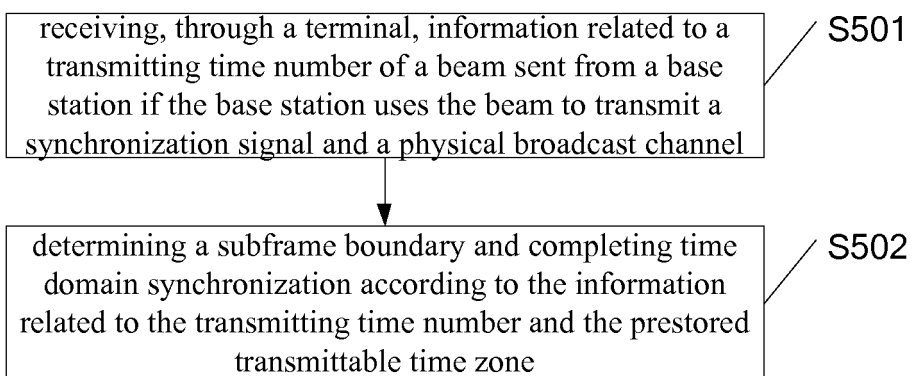 receiving, through a terminal, information related to a
transmitting time number of a beam sent from a base
station if the base station uses the beam to transmit a
synchronization signal and a physical broadcast channel
S501
determining a subframe boundary and completing time
domain synchronization according to the information
related to the transmitting time number and the prestored
transmittable time zone
S502